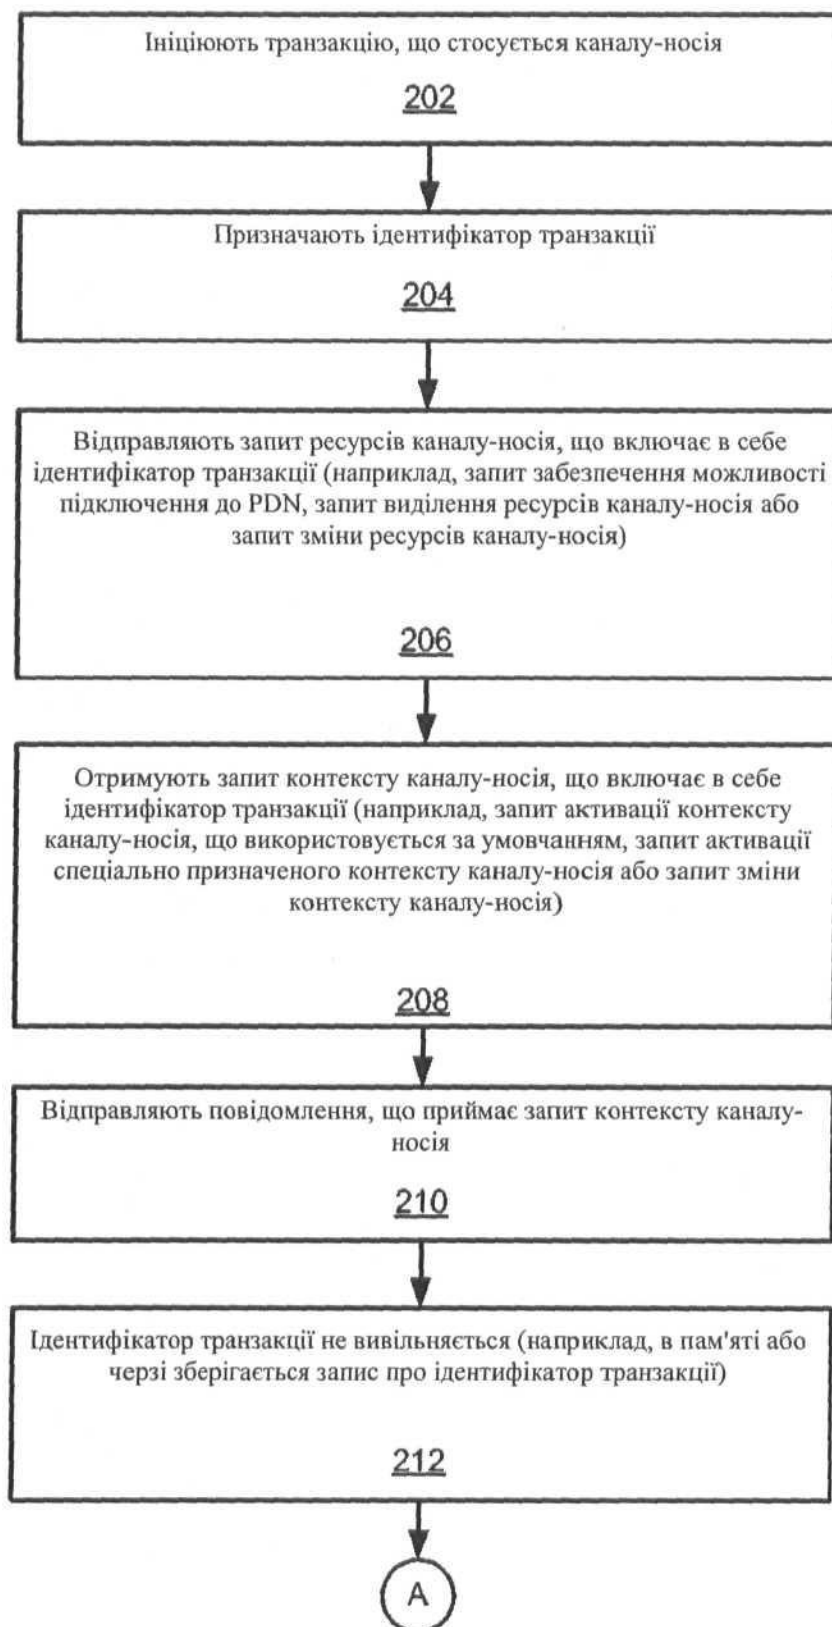 Ініціюють транзакцію, що стосується каналу-носія
202
Призначають ідентифікатор транзакції
204
Відправляють запит ресурсів каналу-носія, що включає в себе
ідентифікатор транзакції (наприклад, запит забезпечення можливості
підключення до PDN, запит виділення ресурсів каналу-носія або
запит зміни ресурсів каналу-носія)
206
Отримують запит контексту каналу-носія, що включає в себе
ідентифікатор транзакції (наприклад, запит активації контексту
каналу-носія, що використовується за умовчанням, запит активації
спеціально призначеного контексту каналу-носія або запит зміни
контексту каналу-носія)
208
Відправляють повідомлення, що приймає запит контексту каналу-
носія
210
Ідентифікатор транзакції не вивільняється (наприклад, в пам'яті або
черзі зберігається запис про ідентифікатор транзакції)
212
A